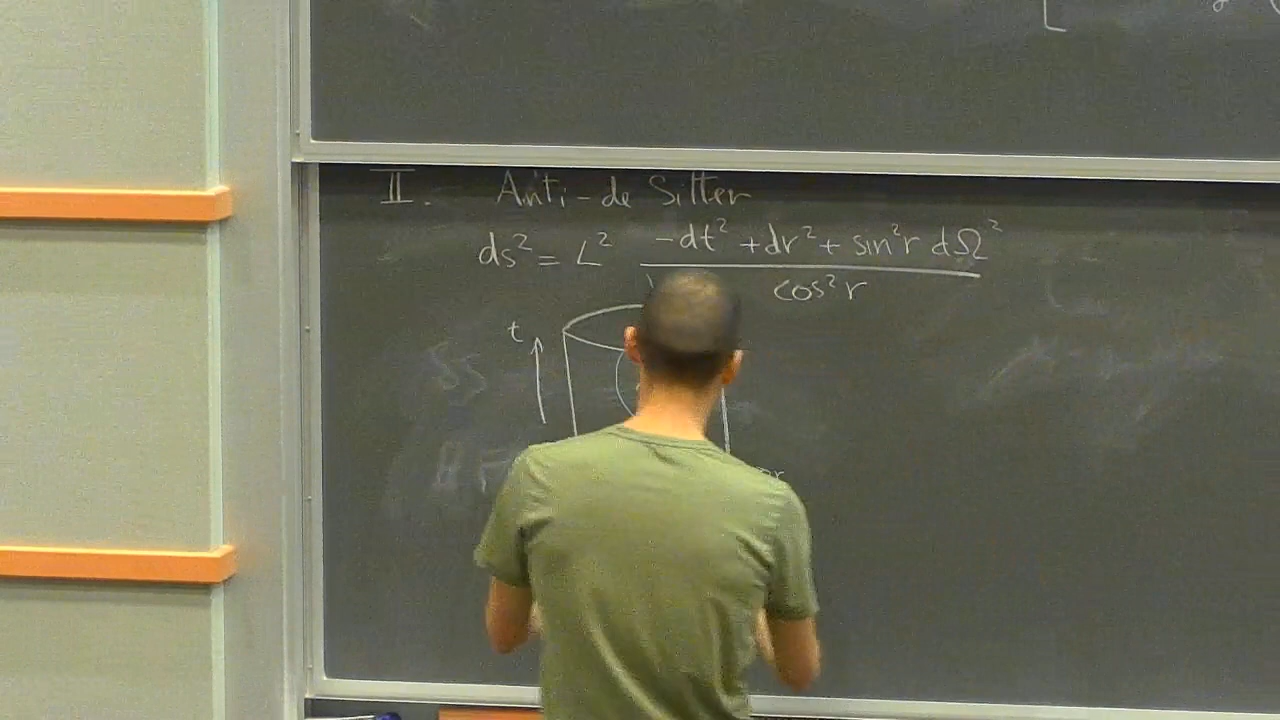 II. Anti-de Sitter
ds² = L² (-dt² + dr² + sin²r dΩ²) / cos²r
t